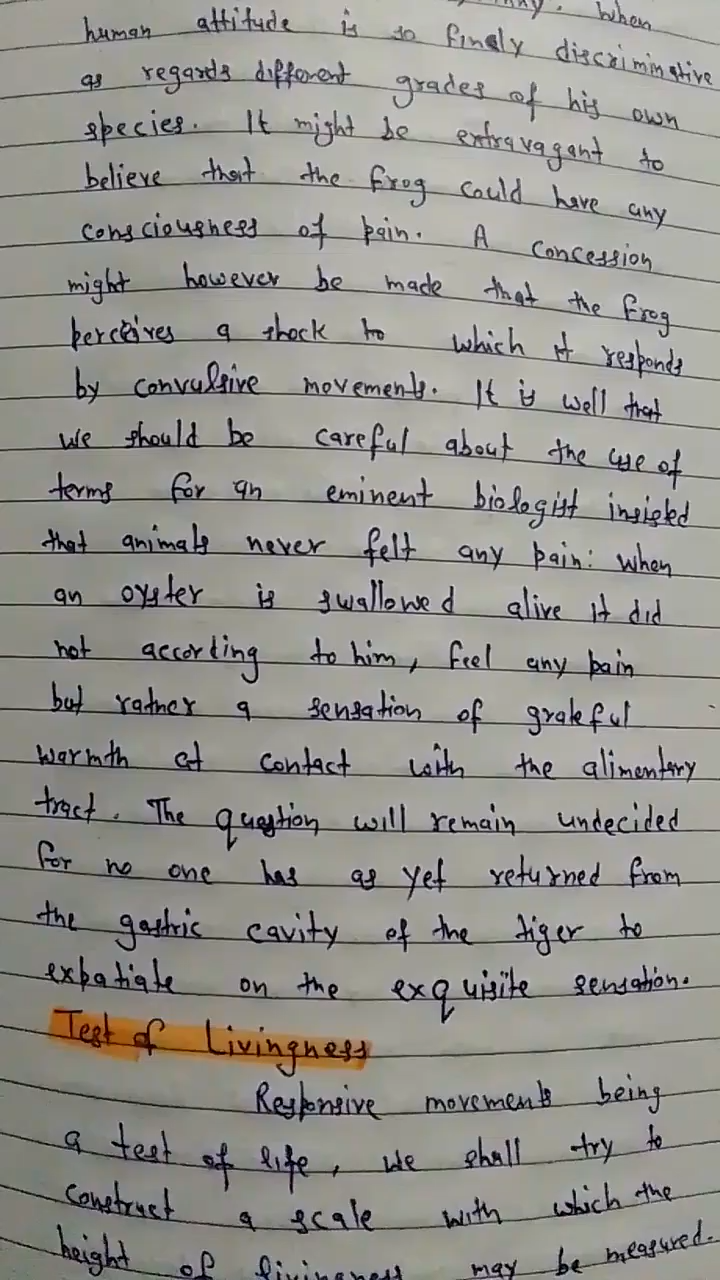 When
human attitude is so finely discriminative
as regards different grades of his own
species. It might be extravagant to
believe that the frog could have any
consciousness of pain. A concession
might however be made that the frog
perceives a shock to which it responds
by convulsive movements. It is well that
we should be careful about the use of
terms for an eminent biologist insisted
that animals never felt any pain: when
an oyster is swallowed alive it did
not according to him, feel any pain
but rather a sensation of grateful
warmth at contact with the alimentary
tract. The question will remain undecided
for no one has as yet returned from
the gastric cavity of the tiger to
expatiate on the exquisite sensation.
Test of Livingness
Responsive movements being
a test of life, we shall try to
construct a scale with which the
height of livingness may be measured.